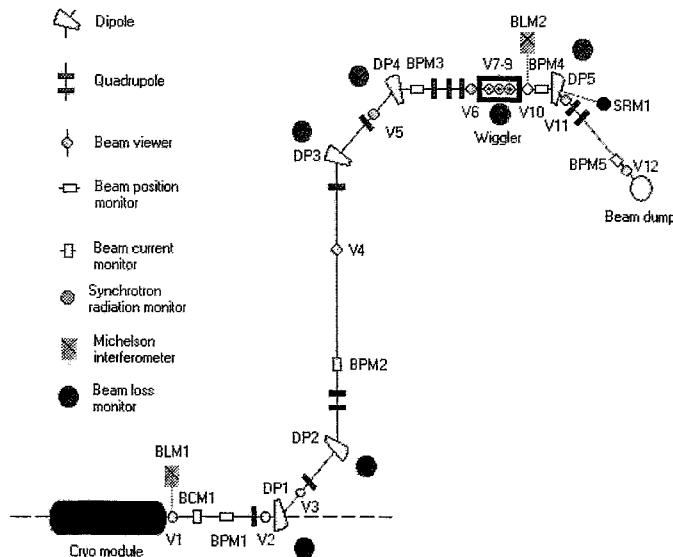 Dipole
Quadrupole
Beam viewer
Beam position
monitor
Beam current
monitor
Synchrotron
radiation monitor
Michelson
interferometer
Beam loss
monitor
BLM2
DP4
BPM3
V7-9
BPM4
DP5
SRM1
V5
V6
V10
V11
Wiggler
DP3
BPM5
V12
Beam dump
V4
BPM2
DP2
BLM1
BCM1
DP1
V3
V1
BPM1
V2
Cryo module